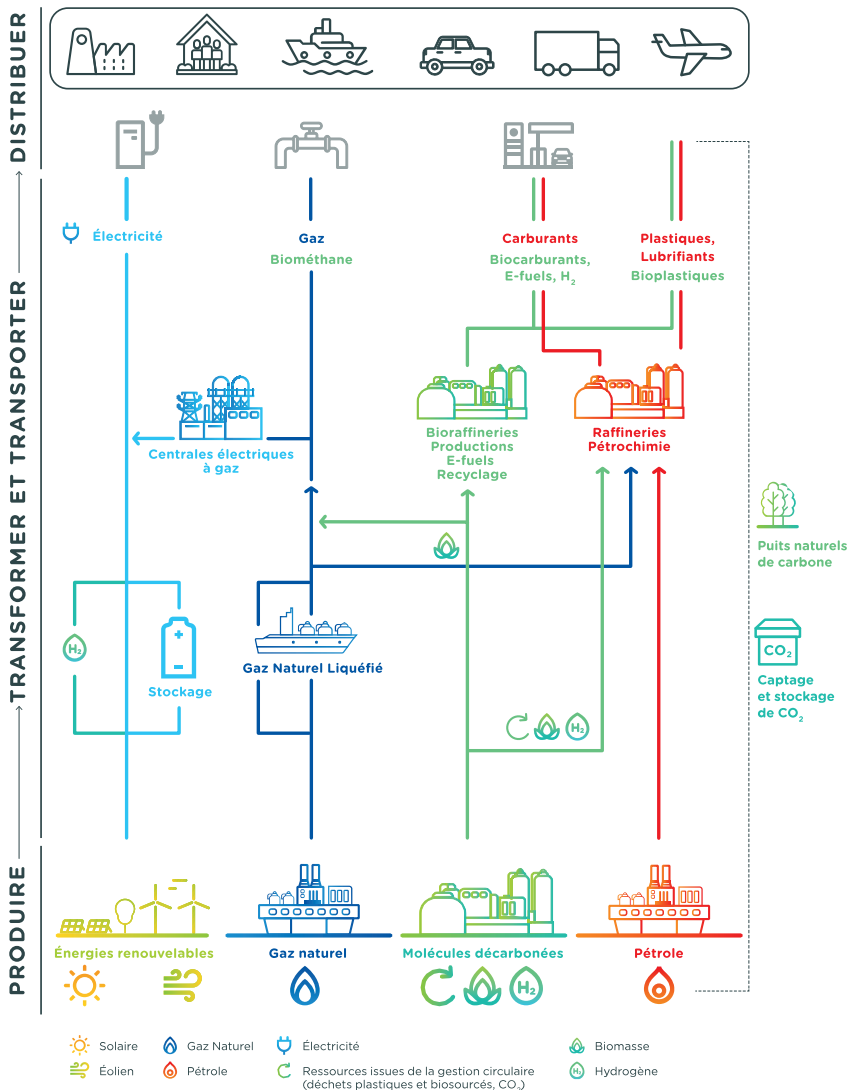 DISTRIBUER
TRANSFORMER ET TRANSPORTER
PRODUIRE
Électricité
Gaz
Biométhane
Carburants
Biocarburants,
E-fuels, H₂
Plastiques,
Lubrifiants
Bioplastiques
Centrales électriques
à gaz
Bioraffineries
Productions
E-fuels
Recyclage
Raffineries
Pétrochimie
Puits naturels
de carbone
H₂
Stockage
Gaz Naturel Liquéfié
CO₂
Captage
et stockage
de CO₂
H₂
Énergies renouvelables
Gaz naturel
Molécules décarbonées
Pétrole
H₂
Solaire
Gaz Naturel
Électricité
Biomasse
Éolien
Pétrole
Ressources issues de la gestion circulaire
(déchets plastiques et biosourcés, CO₂)
H₂
Hydrogène